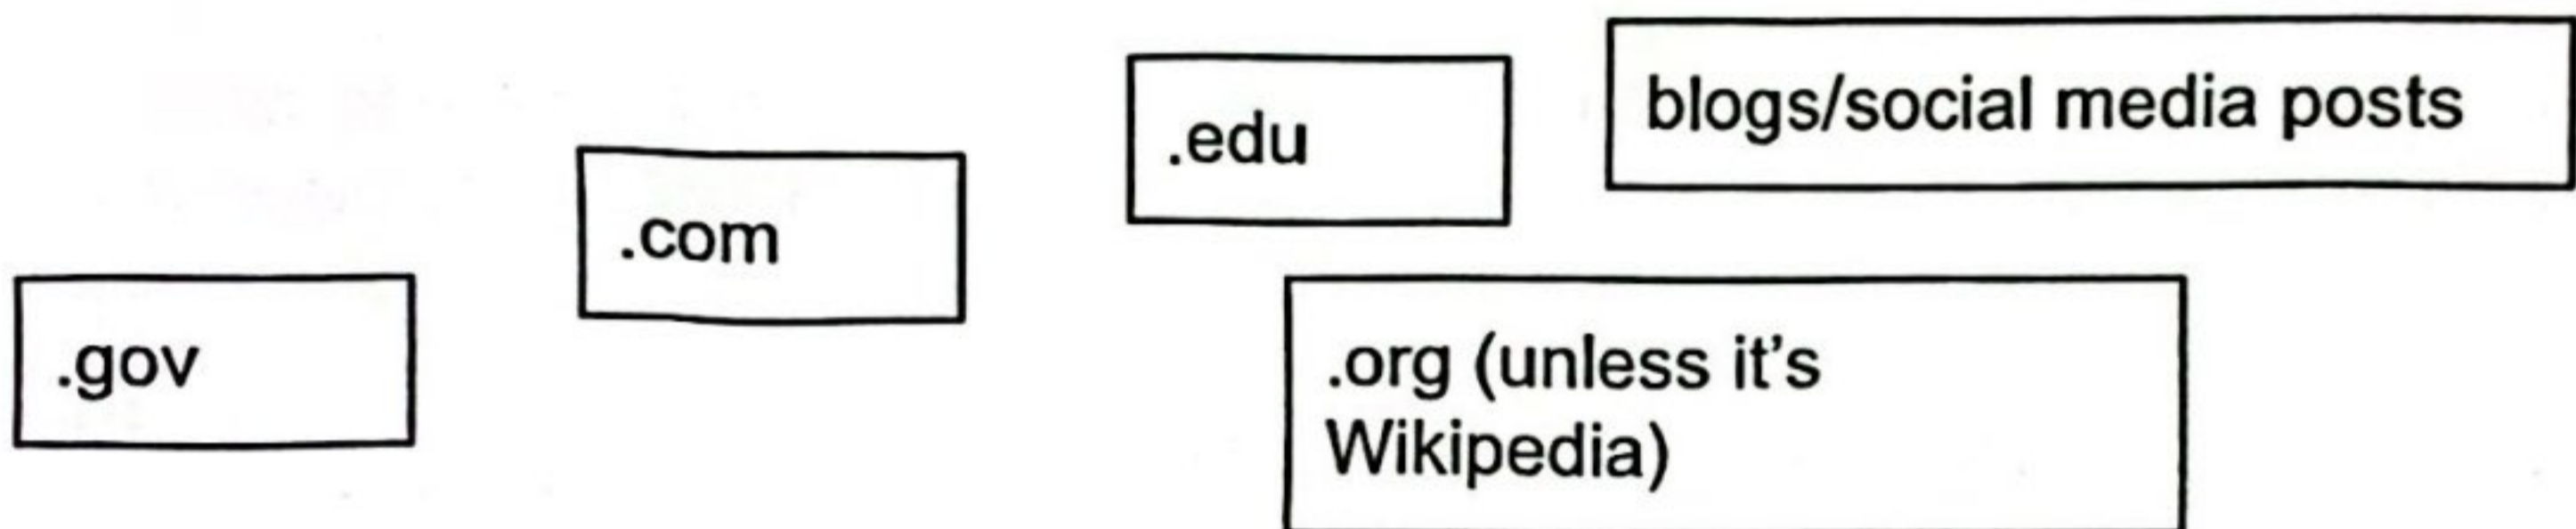 .gov
.com
.edu
blogs/social media posts
.org (unless it’s
Wikipedia)